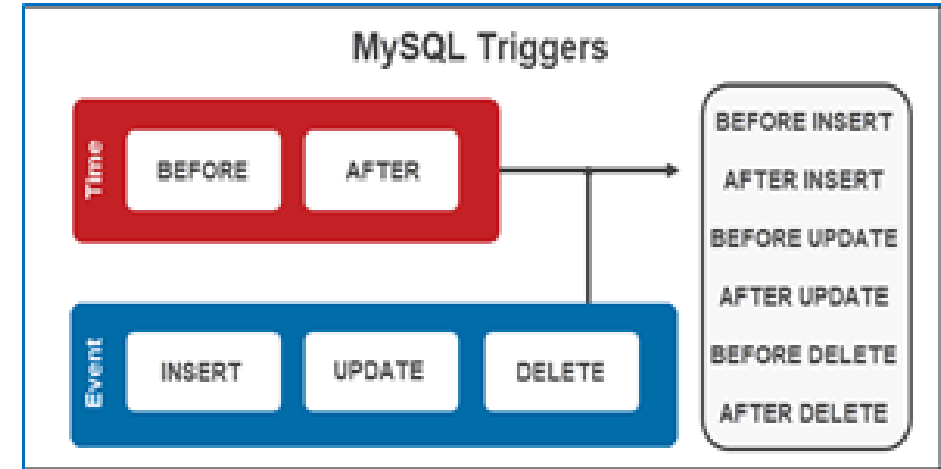 MySQL Triggers
Time
BEFORE
AFTER
Event
INSERT
UPDATE
DELETE
BEFORE INSERT
AFTER INSERT
BEFORE UPDATE
AFTER UPDATE
BEFORE DELETE
AFTER DELETE